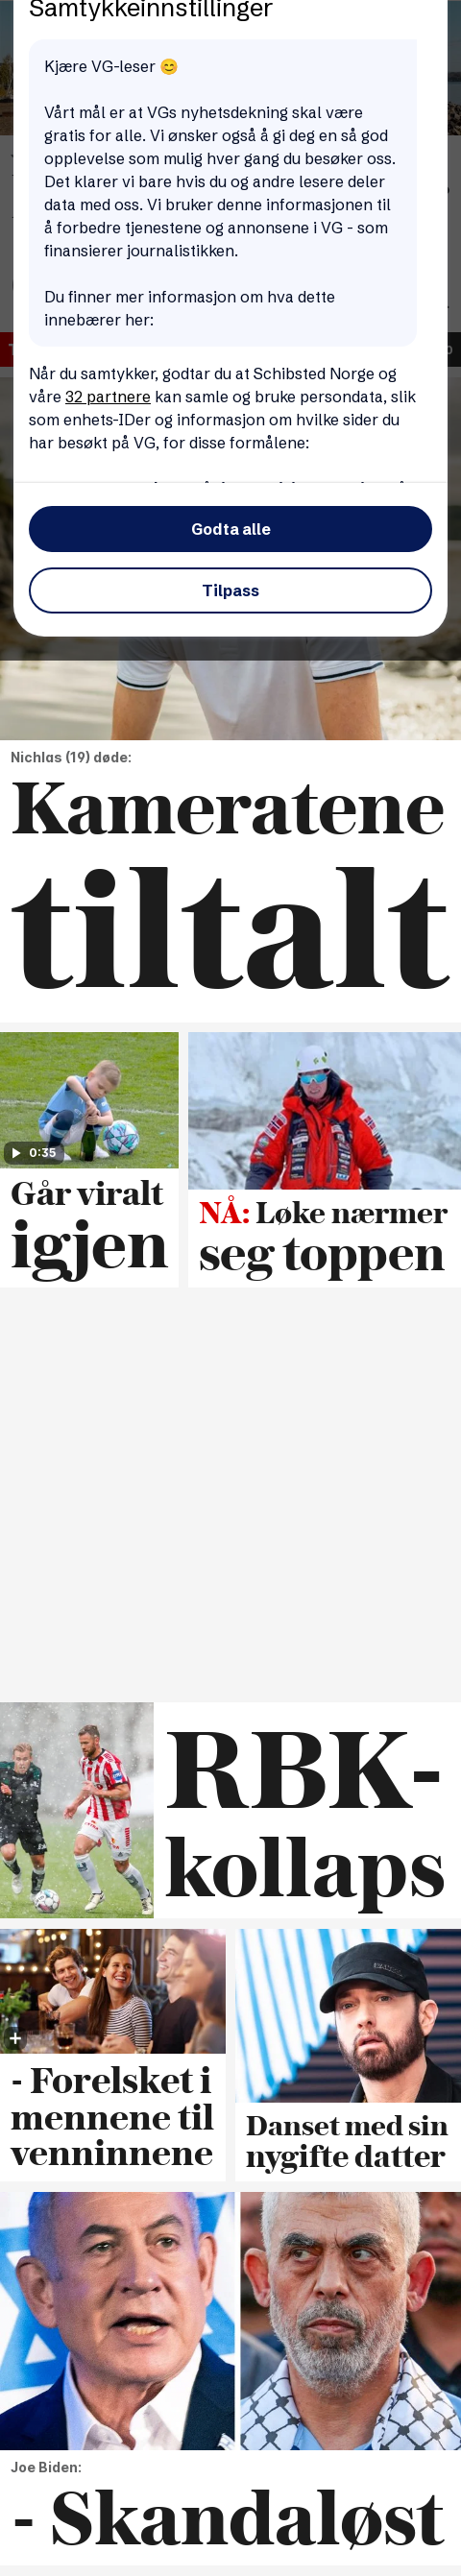 Samtykkeinnstillinger
Kjære VG-leser 😊
Vårt mål er at VGs nyhetsdekning skal være
gratis for alle. Vi ønsker også å gi deg en så god
opplevelse som mulig hver gang du besøker oss.
Det klarer vi bare hvis du og andre lesere deler
data med oss. Vi bruker denne informasjonen til
å forbedre tjenestene og annonsene i VG - som
finansierer journalistikken.
Du finner mer informasjon om hva dette
innebærer her:
Når du samtykker, godtar du at Schibsted Norge og
våre 32 partnere kan samle og bruke persondata, slik
som enhets-IDer og informasjon om hvilke sider du
har besøkt på VG, for disse formålene:
Godta alle
Tilpass
Nichlas (19) døde:
Kameratene
tiltalt
0:35
Går viralt
igjen
NÅ: Løke nærmer
seg toppen
RBK-
kollaps
- Forelsket i
mennene til
venninnene
Danset med sin
nygifte datter
Joe Biden:
- Skandaløst